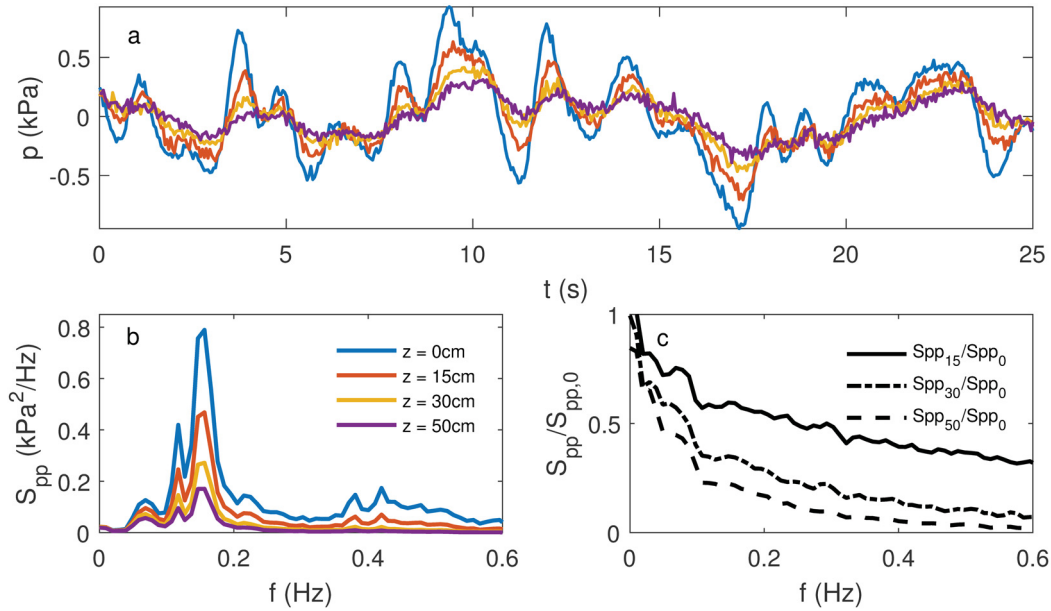 a
p (kPa)
0.5
0
-0.5
0 5 10 15 20 25
t (s)
b
S_pp (kPa²/Hz)
0.8
0.6
0.4
0.2
0
z = 0cm
z = 15cm
z = 30cm
z = 50cm
0 0.2 0.4 0.6
f (Hz)
c
S_pp/S_pp,0
1
0.5
0
Spp₁₅/Spp₀
Spp₃₀/Spp₀
Spp₅₀/Spp₀
0 0.2 0.4 0.6
f (Hz)